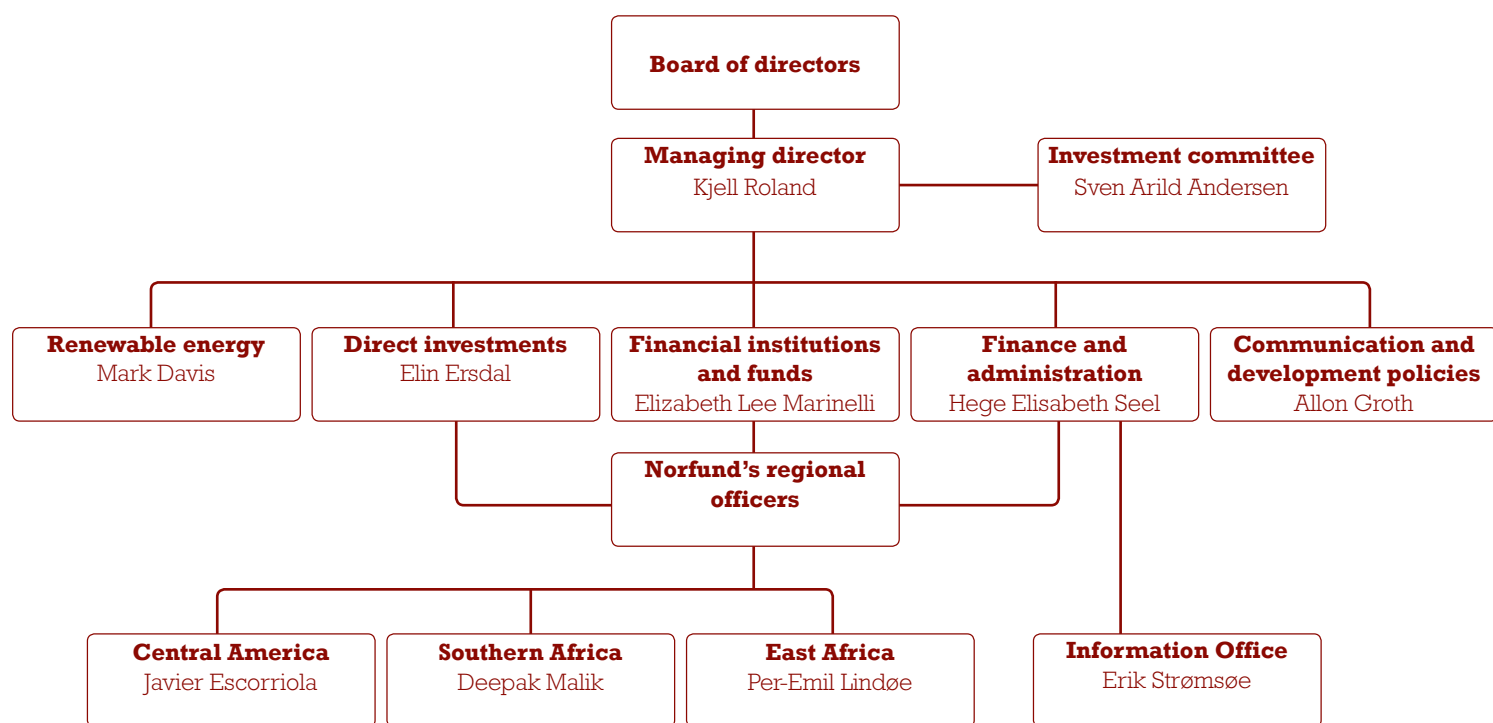 Board of directors
Managing director
Kjell Roland
Investment committee
Sven Arild Andersen
Renewable energy
Mark Davis
Direct investments
Elin Ersdal
Financial institutions
and funds
Elizabeth Lee Marinelli
Finance and
administration
Hege Elisabeth Seel
Communication and
development policies
Allon Groth
Norfund’s regional
officers
Central America
Javier Escorriola
Southern Africa
Deepak Malik
East Africa
Per-Emil Lindøe
Information Office
Erik Strømsøe